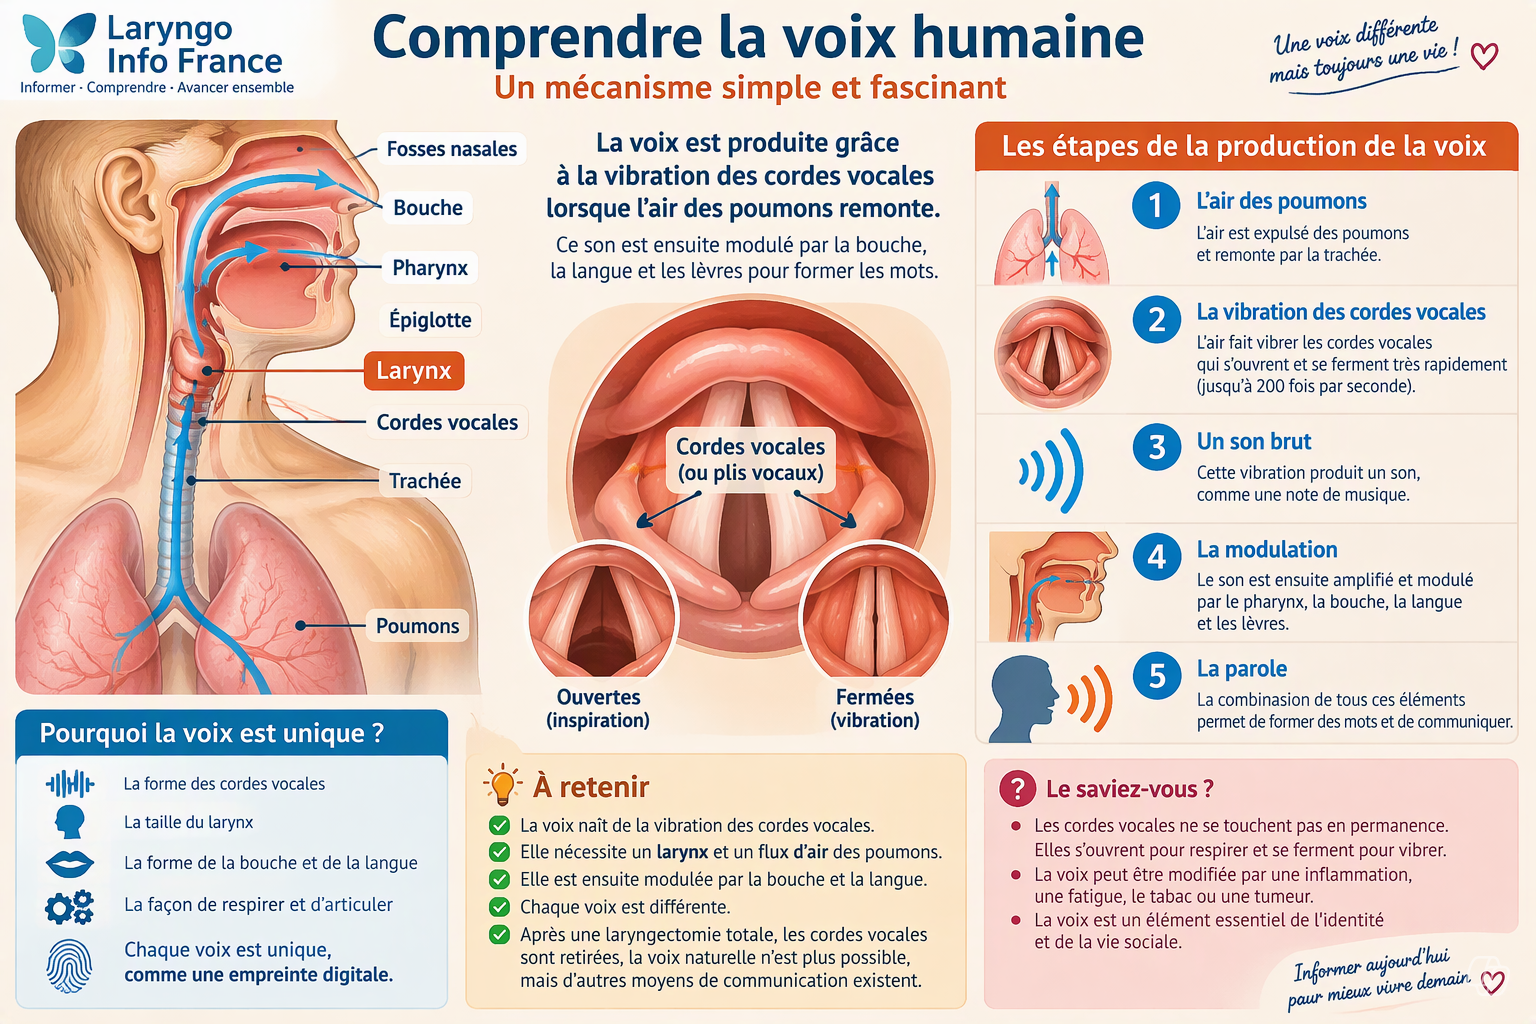 Laryngo
Info France
Informer · Comprendre · Avancer ensemble
Comprendre la voix humaine
Un mécanisme simple et fascinant
Une voix différente
mais toujours une vie !
Fosses nasales
Bouche
Pharynx
Épiglotte
Larynx
Cordes vocales
Trachée
Poumons
La voix est produite grâce
à la vibration des cordes vocales
lorsque l'air des poumons remonte.
Ce son est ensuite modulé par la bouche,
la langue et les lèvres pour former les mots.
Cordes vocales
(ou plis vocaux)
Ouvertes
(inspiration)
Fermées
(vibration)
Les étapes de la production de la voix
1
L'air des poumons
L'air est expulsé des poumons
et remonte par la trachée.
2
La vibration des cordes vocales
L'air fait vibrer les cordes vocales
qui s'ouvrent et se ferment très rapidement
(jusqu'à 200 fois par seconde).
3
Un son brut
Cette vibration produit un son,
comme une note de musique.
4
La modulation
Le son est ensuite amplifié et modulé
par le pharynx, la bouche, la langue
et les lèvres.
5
La parole
La combinasion de tous ces éléments
permet de former des mots et de communiquer.
Pourquoi la voix est unique ?
La forme des cordes vocales
La taille du larynx
La forme de la bouche et de la langue
La façon de respirer et d'articuler
Chaque voix est unique,
comme une empreinte digitale.
À retenir
La voix naît de la vibration des cordes vocales.
Elle nécessite un larynx et un flux d'air des poumons.
Elle est ensuite modulée par la bouche et la langue.
Chaque voix est différente.
Après une laryngectomie totale, les cordes vocales
sont retirées, la voix naturelle n'est plus possible,
mais d'autres moyens de communication existent.
? Le saviez-vous ?
• Les cordes vocales ne se touchent pas en permanence.
Elles s'ouvrent pour respirer et se ferment pour vibrer.
• La voix peut être modifiée par une inflammation,
une fatigue, le tabac ou une tumeur.
• La voix est un élément essentiel de l'identité
et de la vie sociale.
Informer aujourd'hui
pour mieux vivre demain